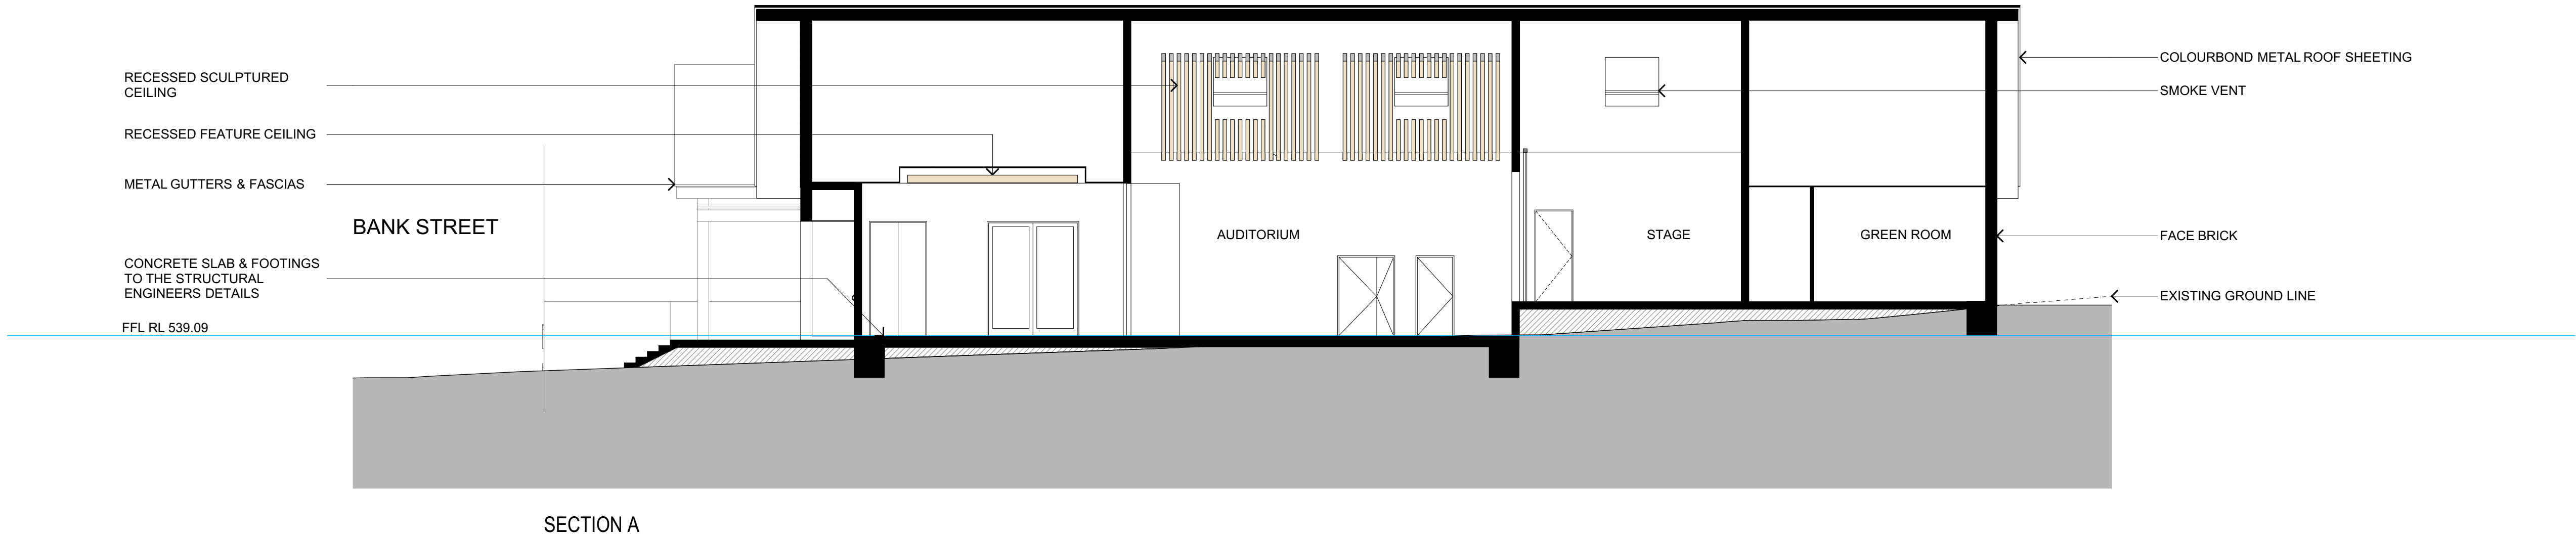 RECESSED SCULPTURED
CEILING
RECESSED FEATURE CEILING
METAL GUTTERS & FASCIAS
BANK STREET
CONCRETE SLAB & FOOTINGS
TO THE STRUCTURAL
ENGINEERS DETAILS
FFL RL 539.09
AUDITORIUM
STAGE
GREEN ROOM
COLOURBOND METAL ROOF SHEETING
SMOKE VENT
FACE BRICK
EXISTING GROUND LINE
SECTION A